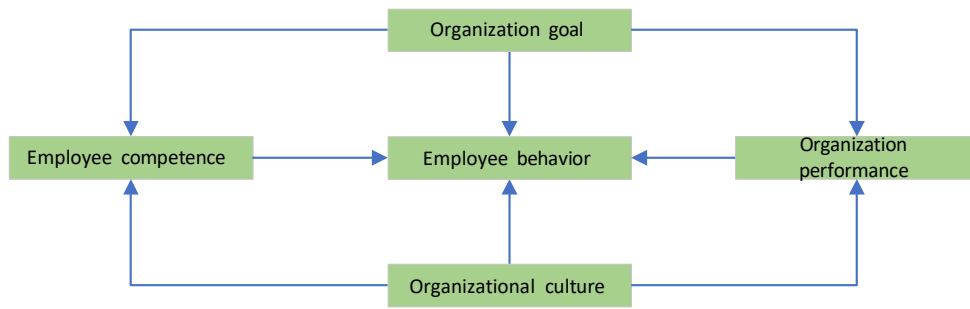 Organization goal
Employee competence
Employee behavior
Organization
performance
Organizational culture